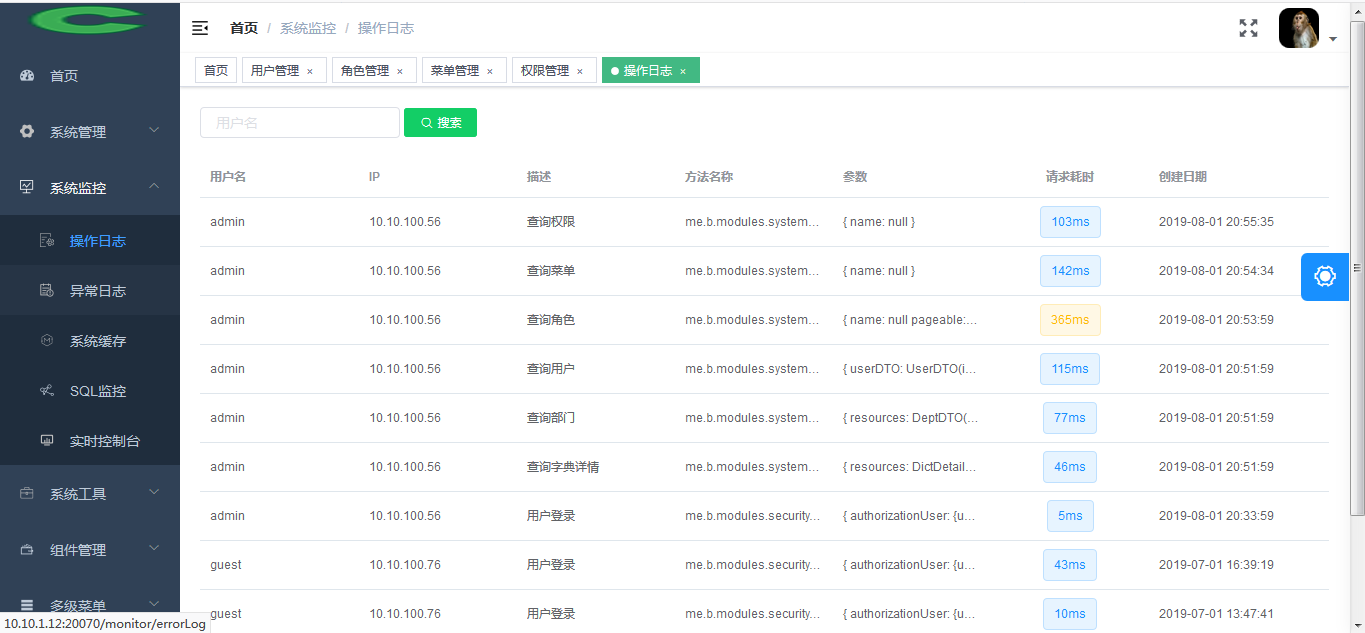 首页
系统管理
系统监控
操作日志
异常日志
系统缓存
SQL监控
实时控制台
系统工具
组件管理
多级菜单
10.10.1.12:20070/monitor/errorLog
首页 / 系统监控 / 操作日志
首页 用户管理 × 角色管理 × 菜单管理 × 权限管理 × 操作日志 ×
用户名 搜索
用户名 IP 描述 方法名称 参数 请求耗时 创建日期
admin 10.10.100.56 查询权限 me.b.modules.system... { name: null } 103ms 2019-08-01 20:55:35
admin 10.10.100.56 查询菜单 me.b.modules.system... { name: null } 142ms 2019-08-01 20:54:34
admin 10.10.100.56 查询角色 me.b.modules.system... { name: null pageable:... 365ms 2019-08-01 20:53:59
admin 10.10.100.56 查询用户 me.b.modules.system... { userDTO: UserDTO(i... 115ms 2019-08-01 20:51:59
admin 10.10.100.56 查询部门 me.b.modules.system... { resources: DeptDTO(... 77ms 2019-08-01 20:51:59
admin 10.10.100.56 查询字典详情 me.b.modules.system... { resources: DictDetail... 46ms 2019-08-01 20:51:59
admin 10.10.100.56 用户登录 me.b.modules.security... { authorizationUser: {u... 5ms 2019-08-01 20:33:59
guest 10.10.100.76 用户登录 me.b.modules.security... { authorizationUser: {u... 43ms 2019-07-01 16:39:19
guest 10.10.100.76 用户登录 me.b.modules.security... { authorizationUser: {u... 10ms 2019-07-01 13:47:41